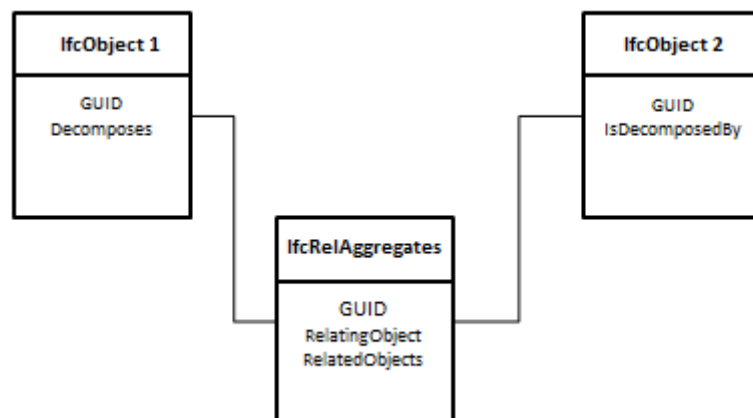 IfcObject 1
GUID
Decomposes
IfcObject 2
GUID
IsDecomposedBy
IfcRelAggregates
GUID
RelatingObject
RelatedObjects